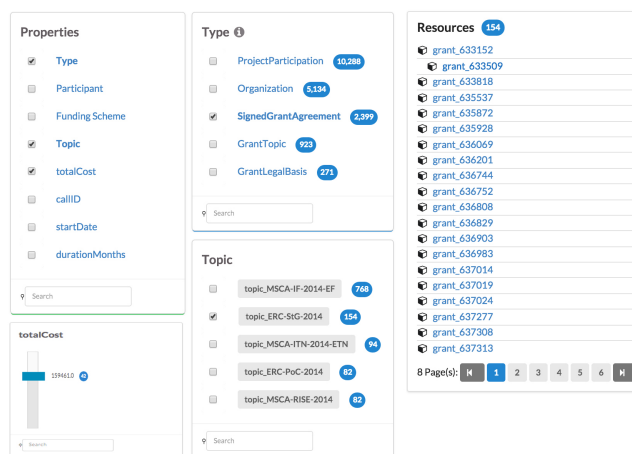 Properties
Type
Participant
Funding Scheme
Topic
totalCost
callID
startDate
durationMonths
Search
totalCost
159461.0 42
Search
Type
ProjectParticipation 10,288
Organization 5,134
SignedGrantAgreement 2,399
GrantTopic 923
GrantLegalBasis 271
Search
Topic
topic_MSCA-IF-2014-EF 768
topic_ERC-StG-2014 154
topic_MSCA-ITN-2014-ETN 94
topic_ERC-PoC-2014 82
topic_MSCA-RISE-2014 82
Search
Resources 154
grant_633152
grant_633509
grant_633818
grant_635537
grant_635872
grant_635928
grant_636069
grant_636201
grant_636744
grant_636752
grant_636808
grant_636829
grant_636903
grant_636983
grant_637014
grant_637019
grant_637024
grant_637277
grant_637308
grant_637313
8 Page(s): 1 2 3 4 5 6